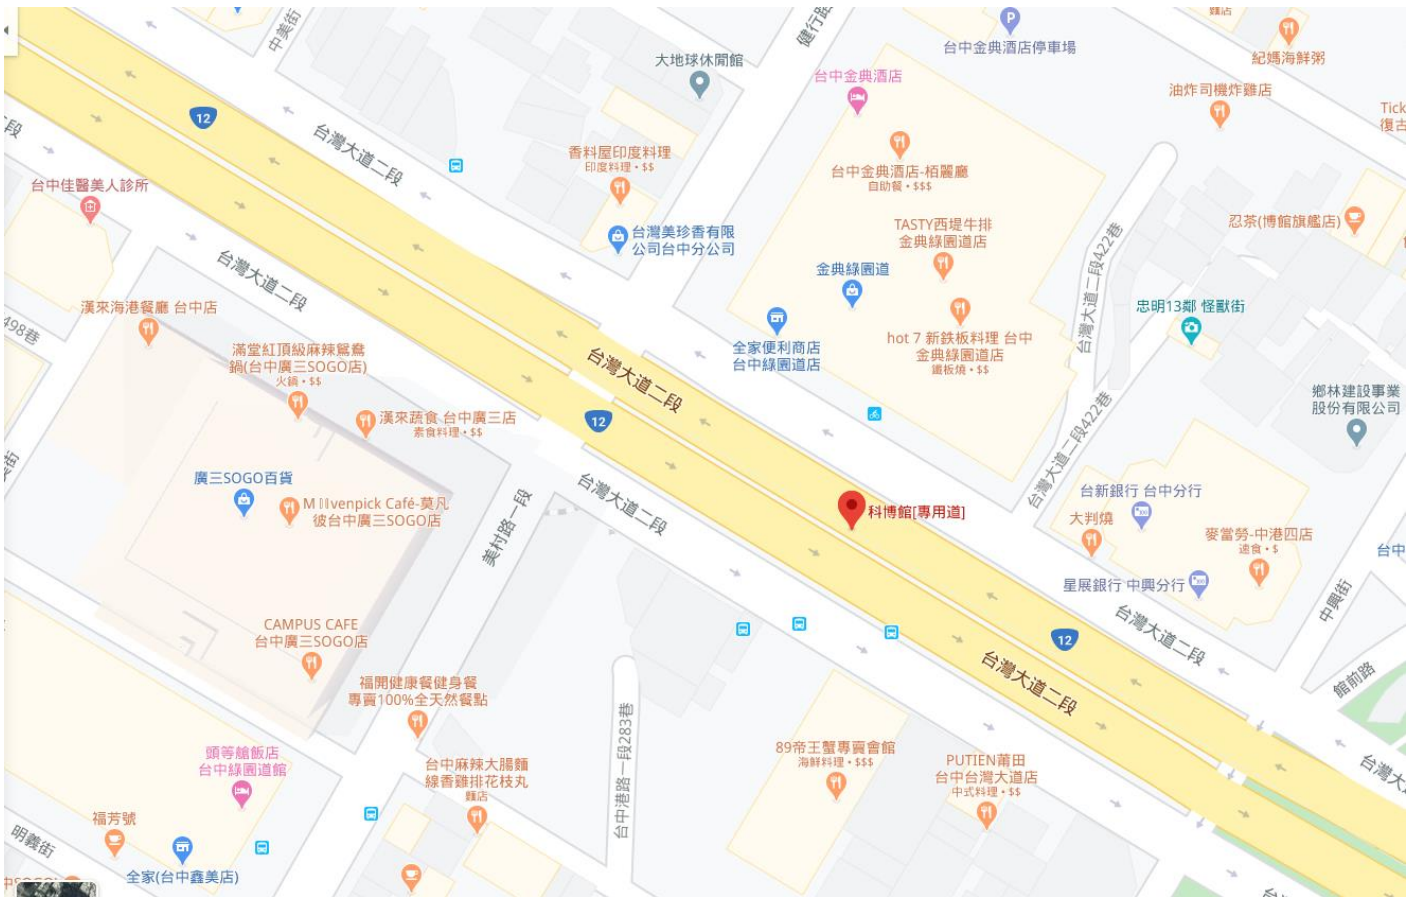 中美街
健行路
台中金典酒店停車場
麵店
紀媽海鮮粥
大地球休閒館
台中金典酒店
油炸司機炸雞店
Tick
復古
12
台灣大道二段
二段
香料屋印度料理
印度料理・$$
台中金典酒店-栢麗廳
自助餐・$$$
台中佳醫美人診所
台灣美珍香有限
公司台中分公司
TASTY西堤牛排
金典綠園道店
忍茶(博館旗艦店)
台灣大道二段422巷
台灣大道二段
金典綠園道
漢來海港餐廳 台中店
498巷
忠明13鄰 怪獸街
滿堂紅頂級麻辣鴛鴦
鍋(台中廣三SOGO店)
火鍋・$$
全家便利商店
台中綠園道店
hot 7 新鉄板料理 台中
金典綠園道店
鐵板燒・$$
台灣大道二段
鄉林建設事業
股份有限公司
漢來蔬食 台中廣三店
素食料理・$$
12
台灣大道二段422巷
廣三SOGO百貨
台灣大道二段
科博館[專用道]
台新銀行 台中分行
大判燒
M venpick Café-莫凡
彼台中廣三SOGO店
美村路一段
麥當勞-中港四店
速食・$
台中
星展銀行 中興分行
中興街
CAMPUS CAFE
台中廣三SOGO店
12
台灣大道二段
台灣大道二段
館前路
福開健康餐健身餐
專賣100%全天然餐點
台中港路一段283巷
頭等艙飯店
台中綠園道館
89帝王蟹專賣會館
海鮮料理・$$$
PUTIEN莆田
台中台灣大道店
中式料理・$$
台灣大
台中麻辣大腸麵
線香雞排花枝丸
麵店
福芳號
明義街
全家(台中鑫美店)